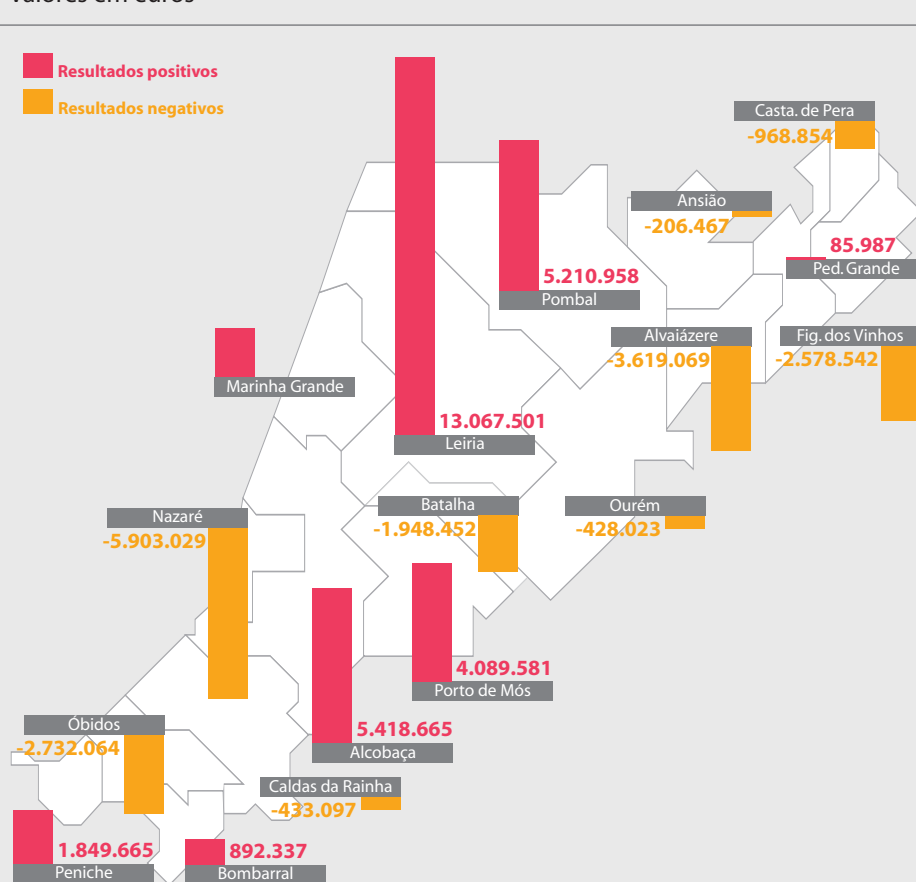 Valores em euros
Resultados positivos
Resultados negativos
Casta. de Pera
-968.854
Ansião
-206.467
85.987
Ped. Grande
5.210.958
Pombal
Alvaiázere
-3.619.069
Fig. dos Vinhos
-2.578.542
Marinha Grande
13.067.501
Leiria
Batalha
-1.948.452
Ourém
-428.023
Nazaré
-5.903.029
4.089.581
Porto de Mós
5.418.665
Alcobaça
Óbidos
-2.732.064
Caldas da Rainha
-433.097
1.849.665
Peniche
892.337
Bombarral